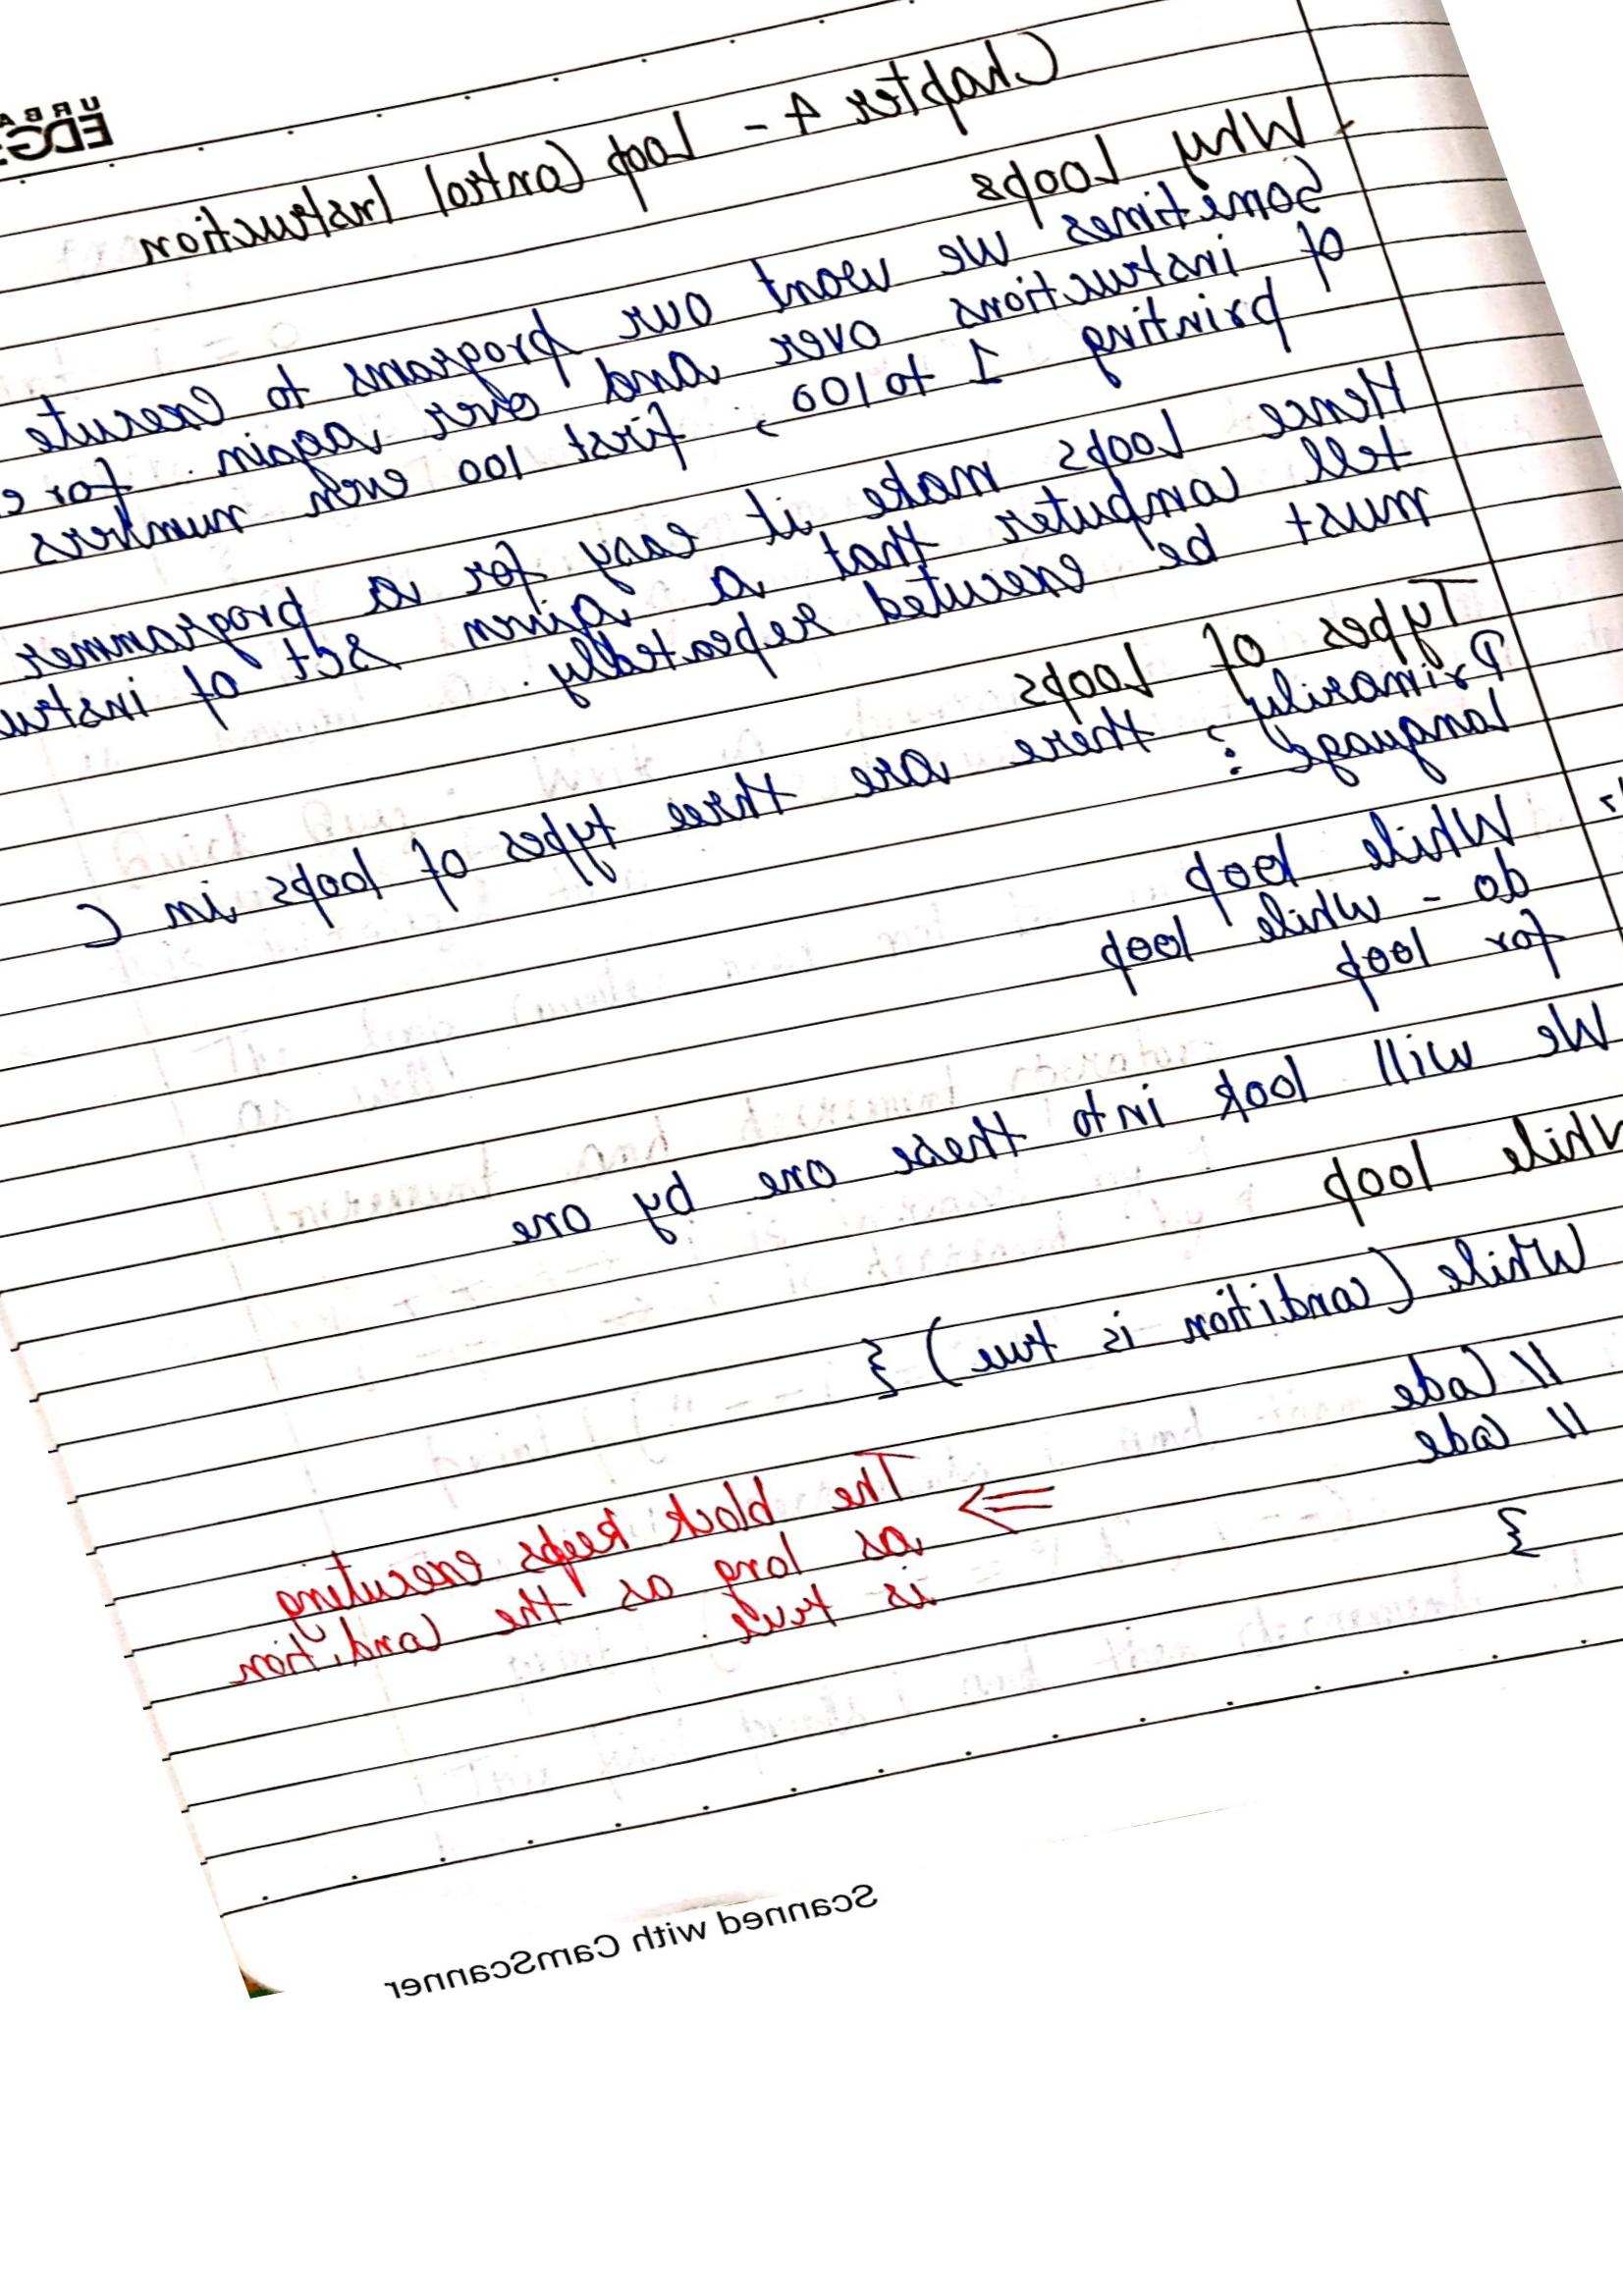 URBA
EDG
Chapter 4 - Loop Control Instruction
Why Loops
Sometimes we want our programs to execute
of instructions over and over again. for e
printing 1 to 100, first 100 even numbers
Hence Loops make it easy for a programmer
tell computer that a given set of instru
must be executed repeatedly.
Types of Loops
Primarily, there are three types of loops in C
Language :
While loop
do - while loop
for loop
We will look into these one by one
While loop
While (condition is true) {
// Code
// code
}
⇒ The block keeps executing
as long as the condition
is true.
Scanned with CamScanner